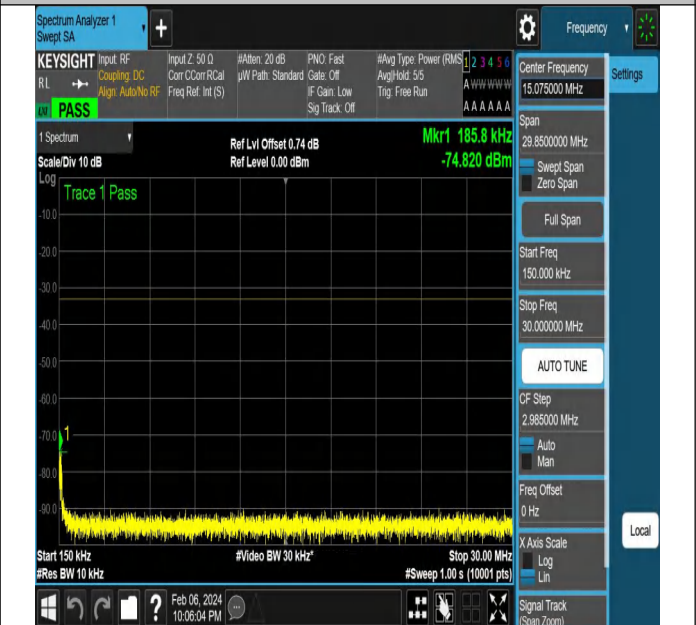 Spectrum Analyzer 1
Swept SA
+
Frequency
KEYSIGHT
RL
PASS
Input: RF
Coupling: DC
Align: Auto/No RF
Input Z: 50 Ω
Corr CCorr RCal
Freq Ref: Int (S)
#Atten: 20 dB
µW Path: Standard
PNO: Fast
Gate: Off
IF Gain: Low
Sig Track: Off
#Avg Type: Power (RMS
Avg|Hold: 5/5
Trig: Free Run
1 2 3 4 5 6
A W W W W W
A A A A A A
1 Spectrum
Scale/Div 10 dB
Ref Lvl Offset 0.74 dB
Ref Level 0.00 dBm
Mkr1 185.8 kHz
-74.820 dBm
Log
Trace 1 Pass
-10.0
-20.0
-30.0
-40.0
-50.0
-60.0
-70.0
1
-80.0
-90.0
Start 150 kHz
#Video BW 30 kHz*
Stop 30.00 MHz
#Res BW 10 kHz
#Sweep 1.00 s (10001 pts)
?
Feb 06, 2024
10:06:04 PM
Center Frequency
15.075000 MHz
Settings
Span
29.8500000 MHz
Swept Span
Zero Span
Full Span
Start Freq
150.000 kHz
Stop Freq
30.000000 MHz
AUTO TUNE
CF Step
2.985000 MHz
Auto
Man
Freq Offset
0 Hz
Local
X Axis Scale
Log
Lin
Signal Track
(Span Zoom)